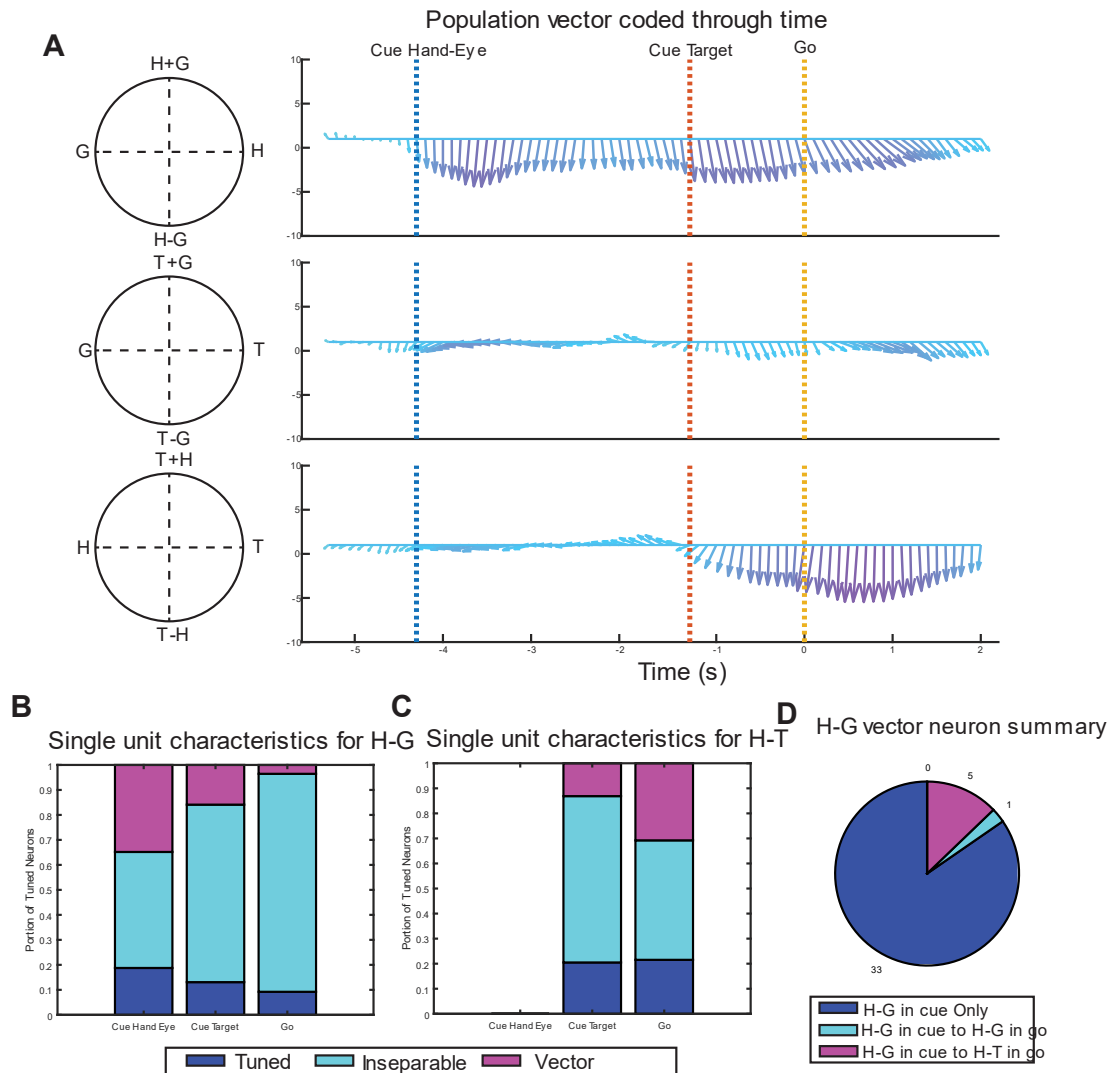 Population vector coded through time
A
Cue Hand-Eye
Cue Target
Go
H+G
G
H
H-G
10
5
0
-5
-10
T+G
G
T
T-G
10
5
0
-5
-10
T+H
H
T
T-H
10
5
0
-5
-10
-5
-4
-3
-2
-1
0
1
2
Time (s)
B
Single unit characteristics for H-G
Portion of Tuned Neurons
1
0.9
0.8
0.7
0.6
0.5
0.4
0.3
0.2
0.1
0
Cue Hand Eye
Cue Target
Go
C
Single unit characteristics for H-T
Portion of Tuned Neurons
1
0.9
0.8
0.7
0.6
0.5
0.4
0.3
0.2
0.1
0
Cue Hand Eye
Cue Target
Go
Tuned
Inseparable
Vector
D
H-G vector neuron summary
0
5
1
33
H-G in cue Only
H-G in cue to H-G in go
H-G in cue to H-T in go